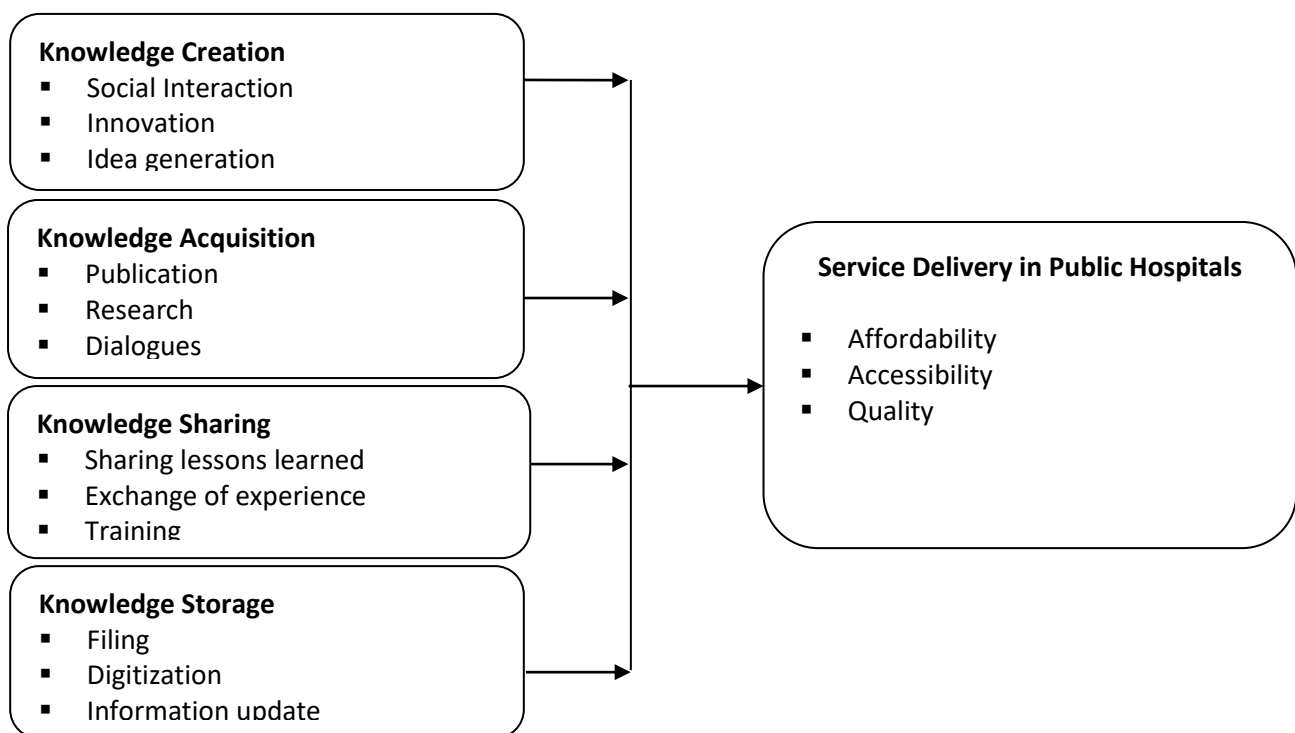 Knowledge Creation
▪ Social Interaction
▪ Innovation
▪ Idea generation
Knowledge Acquisition
▪ Publication
▪ Research
▪ Dialogues
Knowledge Sharing
▪ Sharing lessons learned
▪ Exchange of experience
▪ Training
Knowledge Storage
▪ Filing
▪ Digitization
▪ Information update
Service Delivery in Public Hospitals
▪ Affordability
▪ Accessibility
▪ Quality